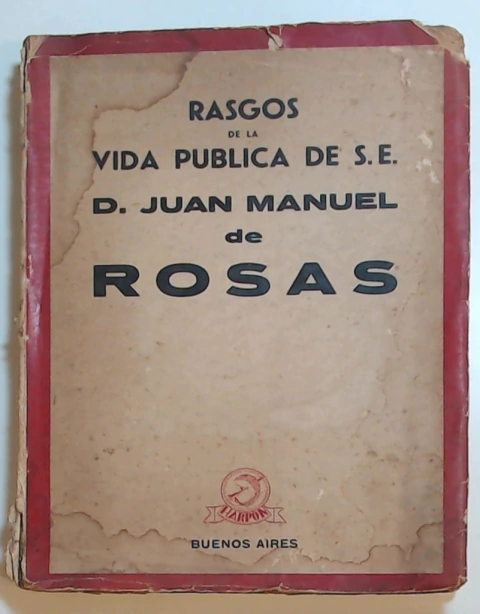 RASGOS
DE LA
VIDA PUBLICA DE S.E.
D. JUAN MANUEL
de
ROSAS
HARPON
BUENOS AIRES